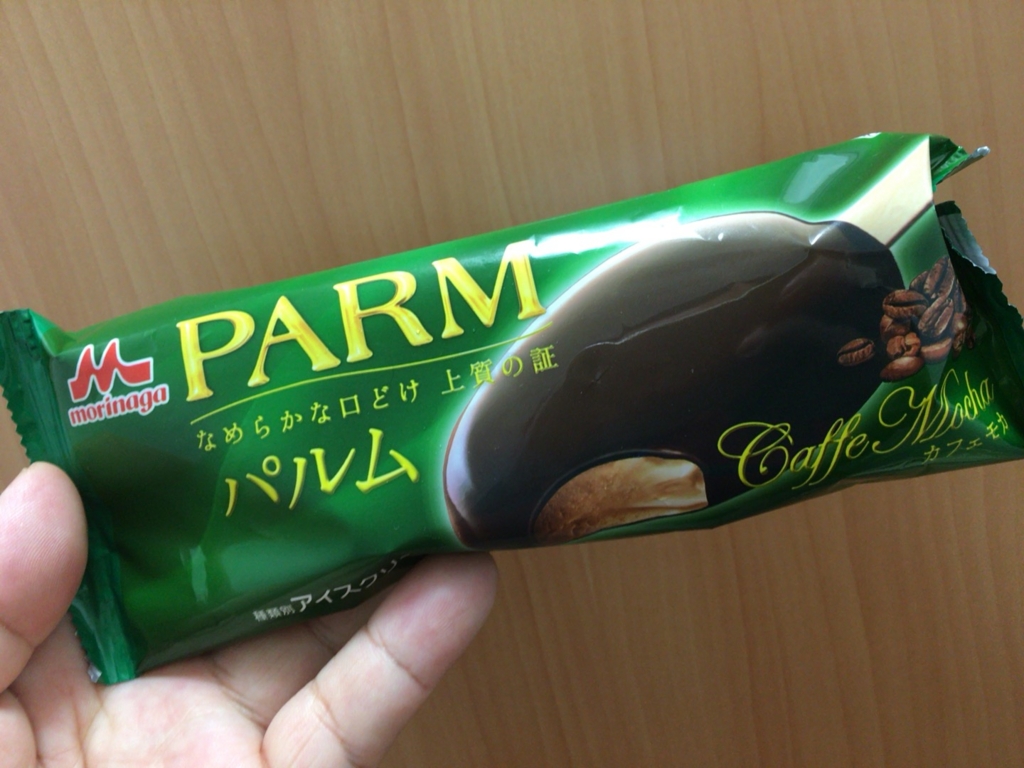 morinaga
PARM
なめらかな口どけ 上質の証
パルム
Caffe Mocha
カフェモカ
種類別 アイスクリ